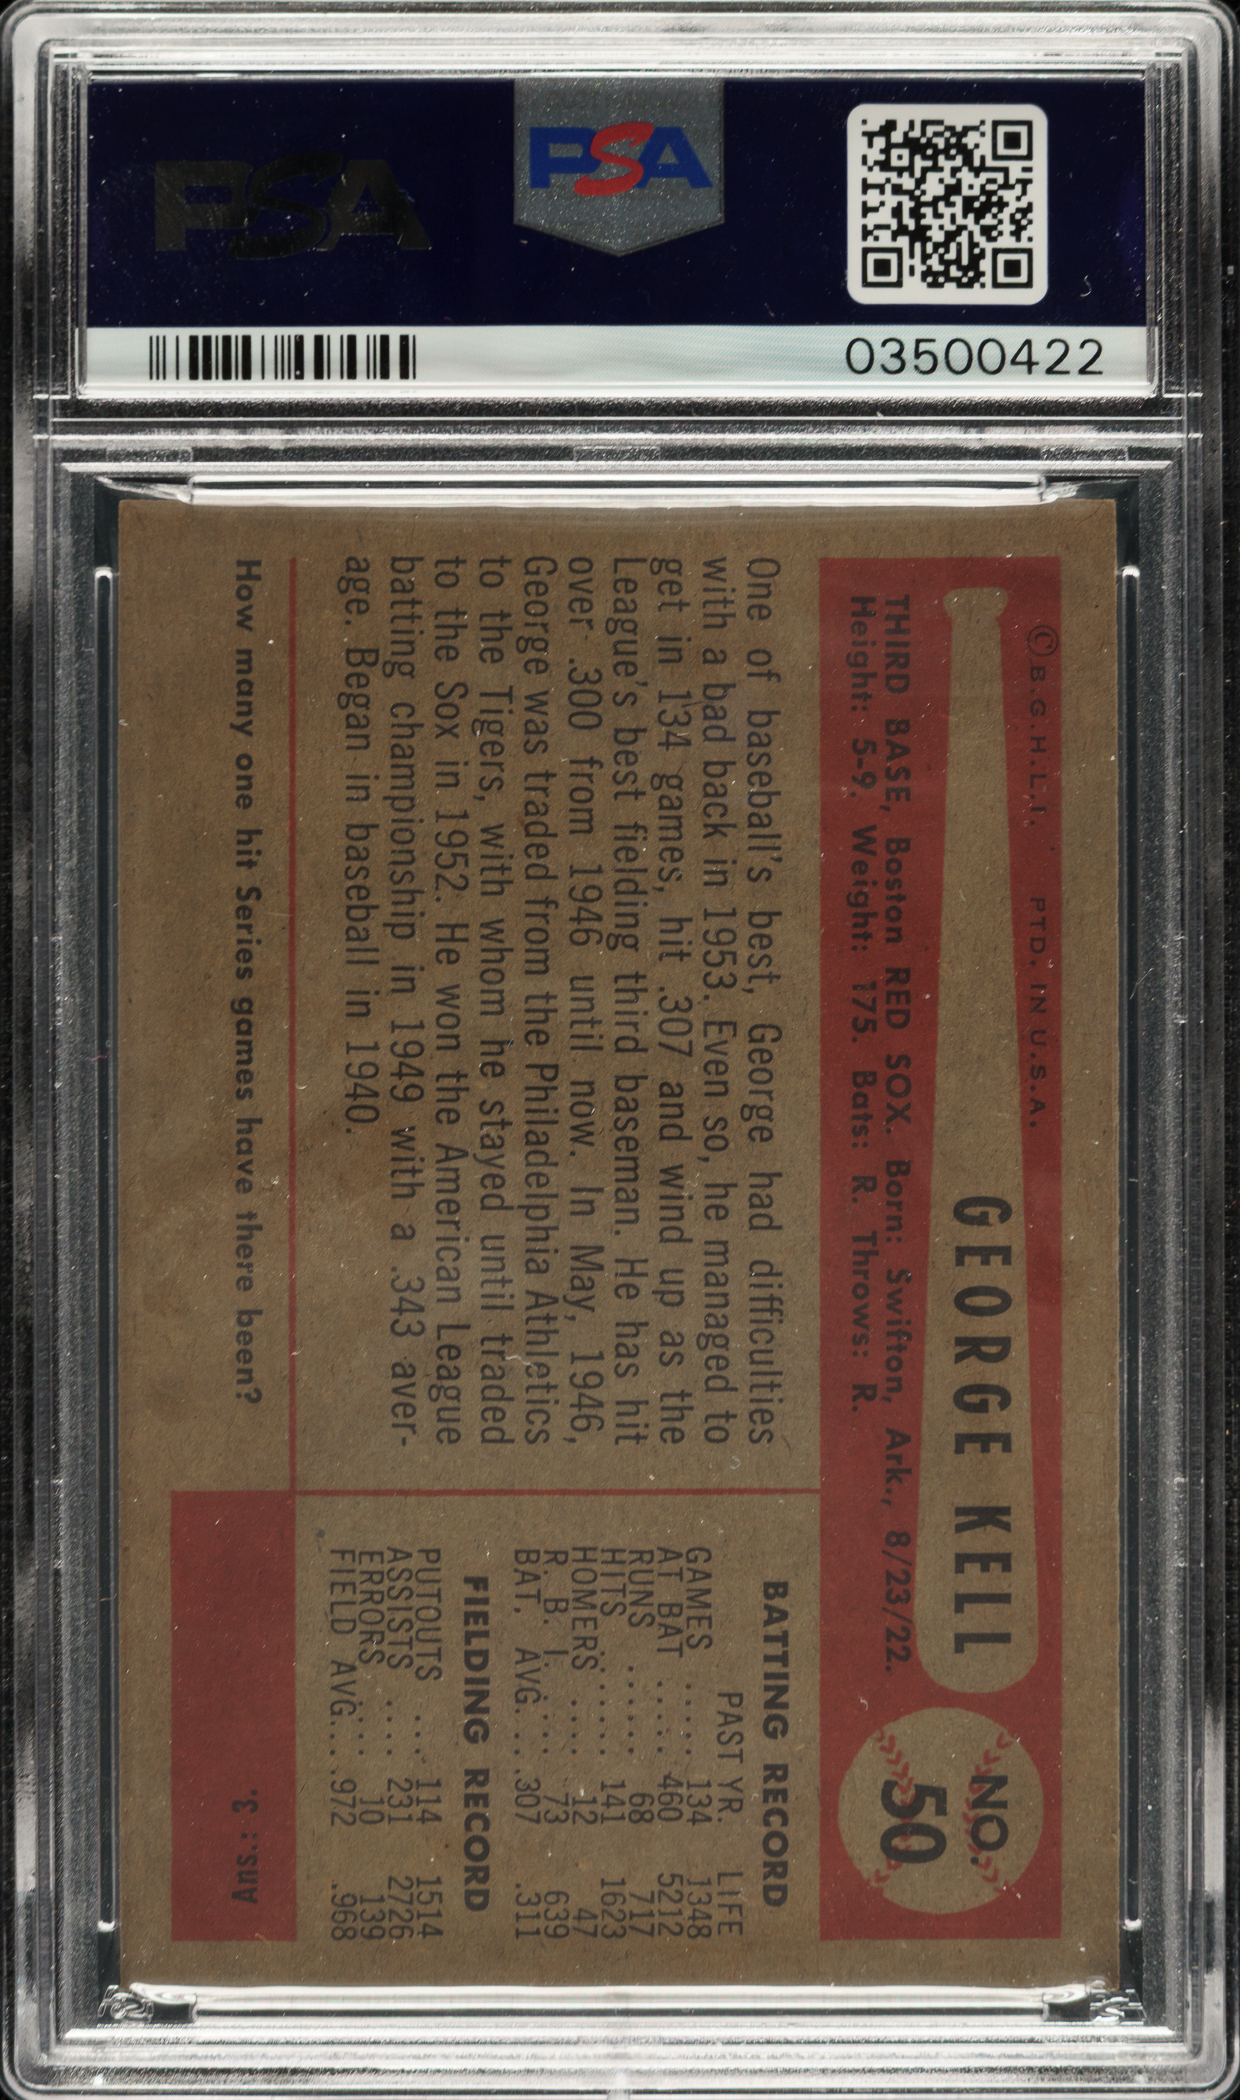 PSA
PSA
03500422
© B.G.H.L.I. PTD. IN U.S.A.
GEORGE KELL
NO.
50
THIRD BASE, Boston RED SOX. Born: Swifton, Ark., 8/23/22.
Height: 5-9. Weight: 175. Bats: R. Throws: R.
One of baseball's best, George had difficulties
with a bad back in 1953. Even so, he managed to
get in 134 games, hit .307 and wind up as the
League's best fielding third baseman. He has hit
over .300 from 1946 until now. In May, 1946,
George was traded from the Philadelphia Athletics
to the Tigers, with whom he stayed until traded
to the Sox in 1952. He won the American League
batting championship in 1949 with a .343 aver-
age. Began in baseball in 1940.
BATTING RECORD
PAST YR. LIFE
GAMES ..... 134 1348
AT BAT ..... 460 5212
RUNS ...... 68 717
HITS ...... 141 1623
HOMERS .... 12 47
R. B. I. .... 73 639
BAT. AVG. .. .307 .311
FIELDING RECORD
PUTOUTS ... 114 1514
ASSISTS .... 231 2726
ERRORS .... 10 139
FIELD AVG... .972 .968
How many one hit Series games have there been?
Ans.: 3.